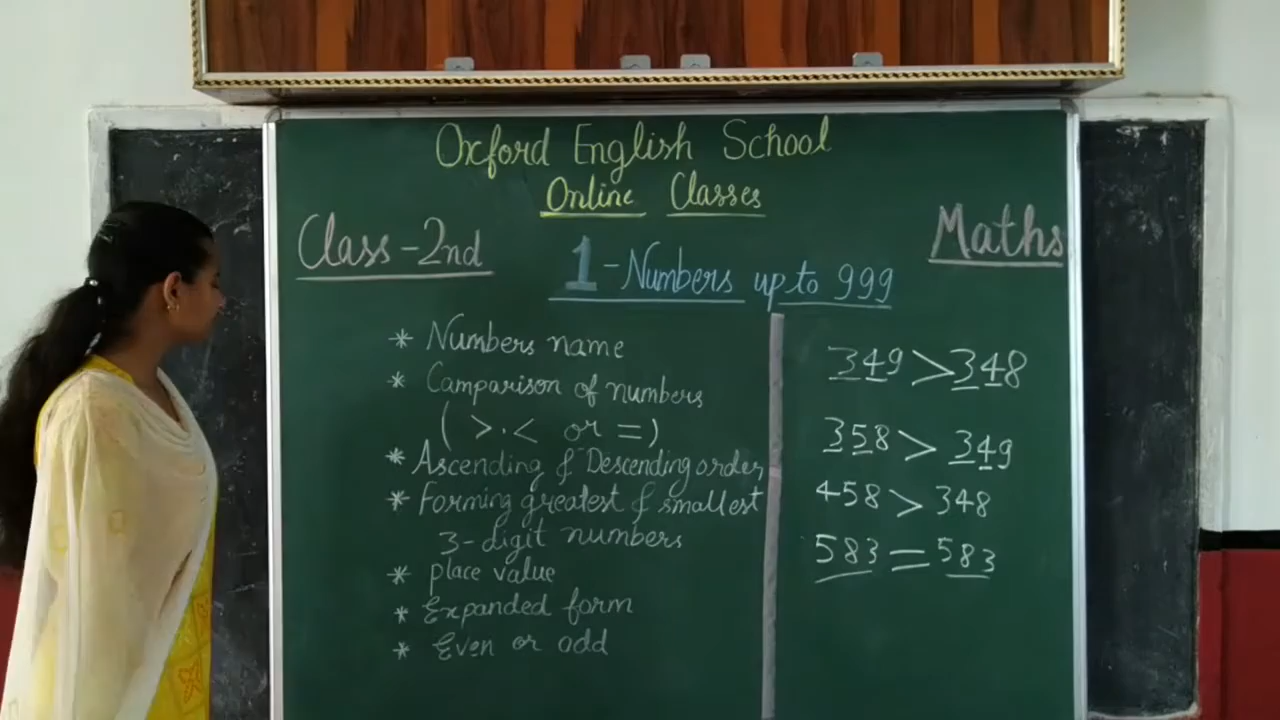 Oxford English School
Online Classes
Class-2nd
Maths
1-Numbers up to 999
* Numbers name
* Camparison of numbers
( >.< or =)
* Ascending & Descending order
* Forming greatest & smallest
3-digit numbers
* place value
* Expanded form
* Even or add
349 > 348
358 > 349
458 > 348
583 = 583